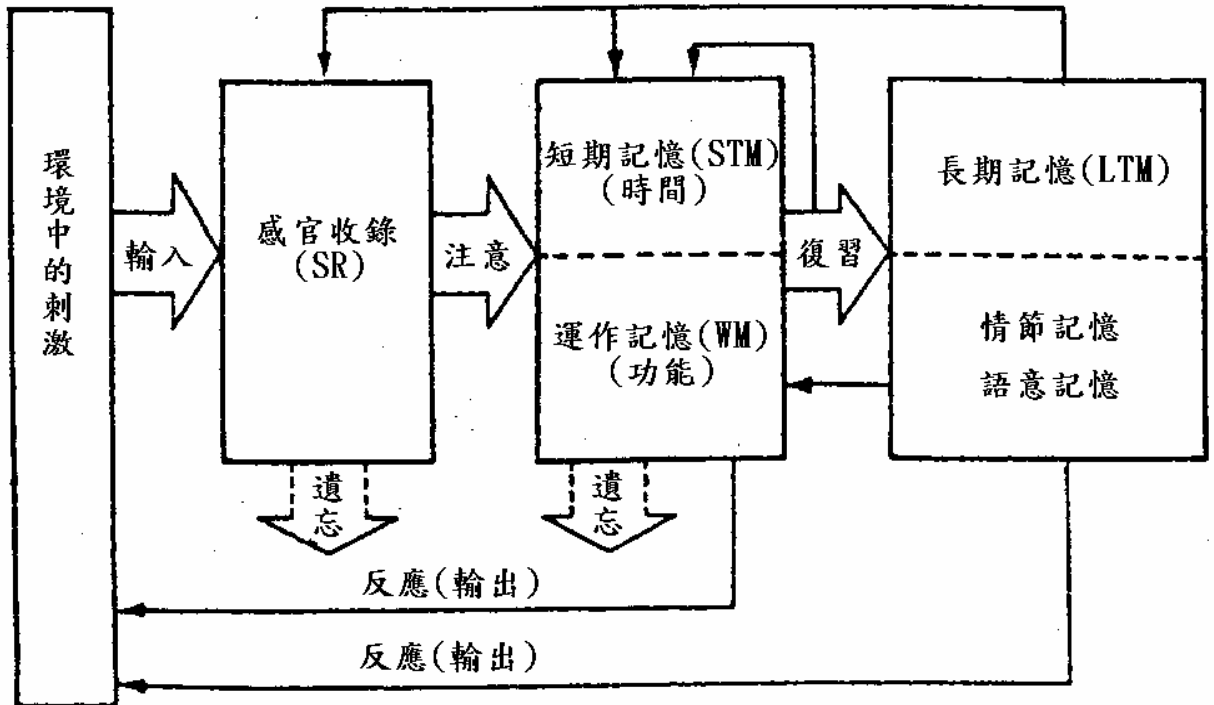 環境中的刺激
輸入
感官收錄
(SR)
遺忘
注意
短期記憶(STM)
(時間)
運作記憶(WM)
(功能)
遺忘
復習
長期記憶(LTM)
情節記憶
語意記憶
反應(輸出)
反應(輸出)